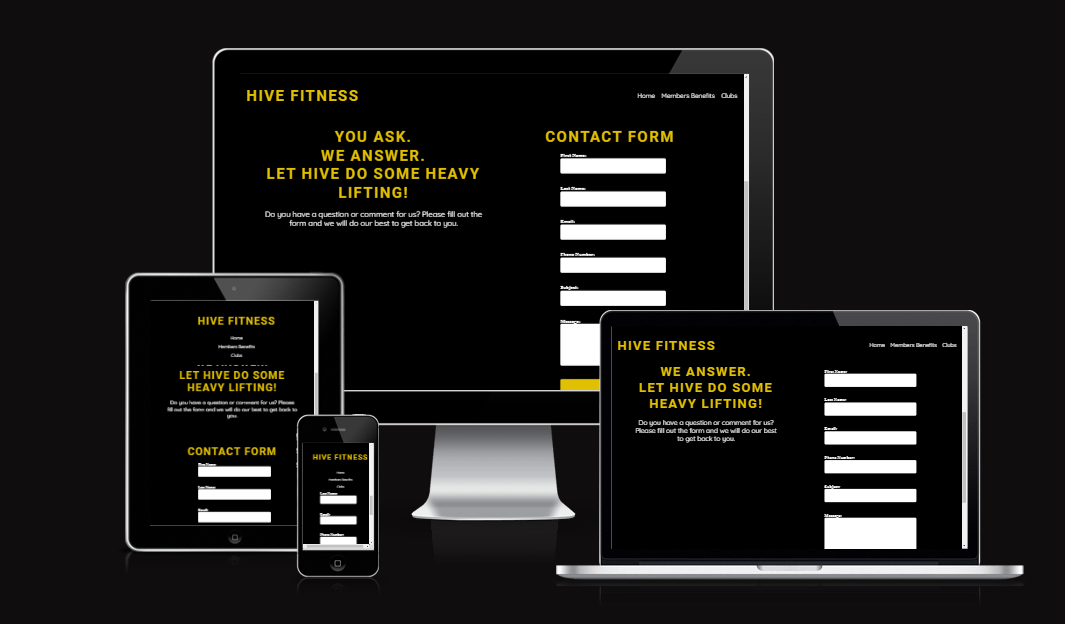 HIVE FITNESS
Home Members Benefits Clubs
YOU ASK.
WE ANSWER.
LET HIVE DO SOME HEAVY
LIFTING!
Do you have a question or comment for us? Please fill out the
form and we will do our best to get back to you.
CONTACT FORM
First Name:
Last Name:
Email:
Phone Number:
Subject:
Message:
HIVE FITNESS
Home
Members Benefits
Clubs
LET HIVE DO SOME
HEAVY LIFTING!
Do you have a question or comment for us? Please
fill out the form and we will do our best to get back to
you.
CONTACT FORM
First Name:
Last Name:
Email:
HIVE FITNESS
Home
Members Benefits
Clubs
Last Name:
Email:
Phone Number:
HIVE FITNESS
Home Members Benefits Clubs
WE ANSWER.
LET HIVE DO SOME
HEAVY LIFTING!
Do you have a question or comment for us?
Please fill out the form and we will do our best
to get back to you.
First Name:
Last Name:
Email:
Phone Number:
Subject:
Message: